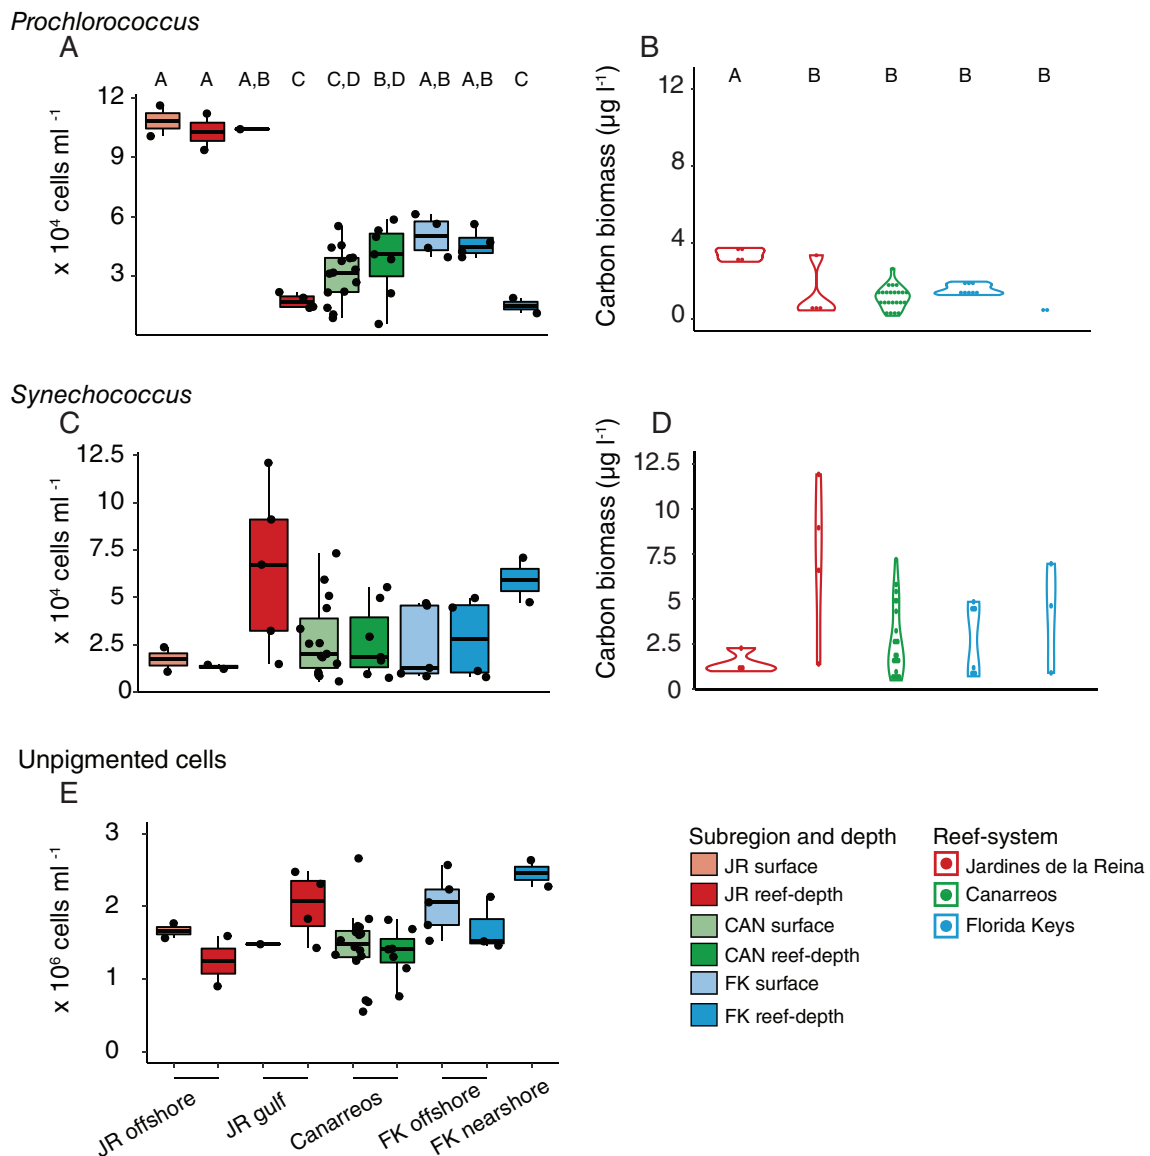 Prochlorococcus
A
A A A,B C C,D B,D A,B A,B C
x 10⁴ cells ml ⁻¹
12
9
6
3
B
A B B B B
Carbon biomass (µg l⁻¹)
12
8
4
0
Synechococcus
C
x 10⁴ cells ml ⁻¹
12.5
10
7.5
5
2.5
0
D
Carbon biomass (µg l⁻¹)
12.5
10
7.5
5
2.5
0
Unpigmented cells
E
x 10⁶ cells ml ⁻¹
3
2
1
0
JR offshore
JR gulf
Canarreos
FK offshore
FK nearshore
Subregion and depth
JR surface
JR reef-depth
CAN surface
CAN reef-depth
FK surface
FK reef-depth
Reef-system
Jardines de la Reina
Canarreos
Florida Keys